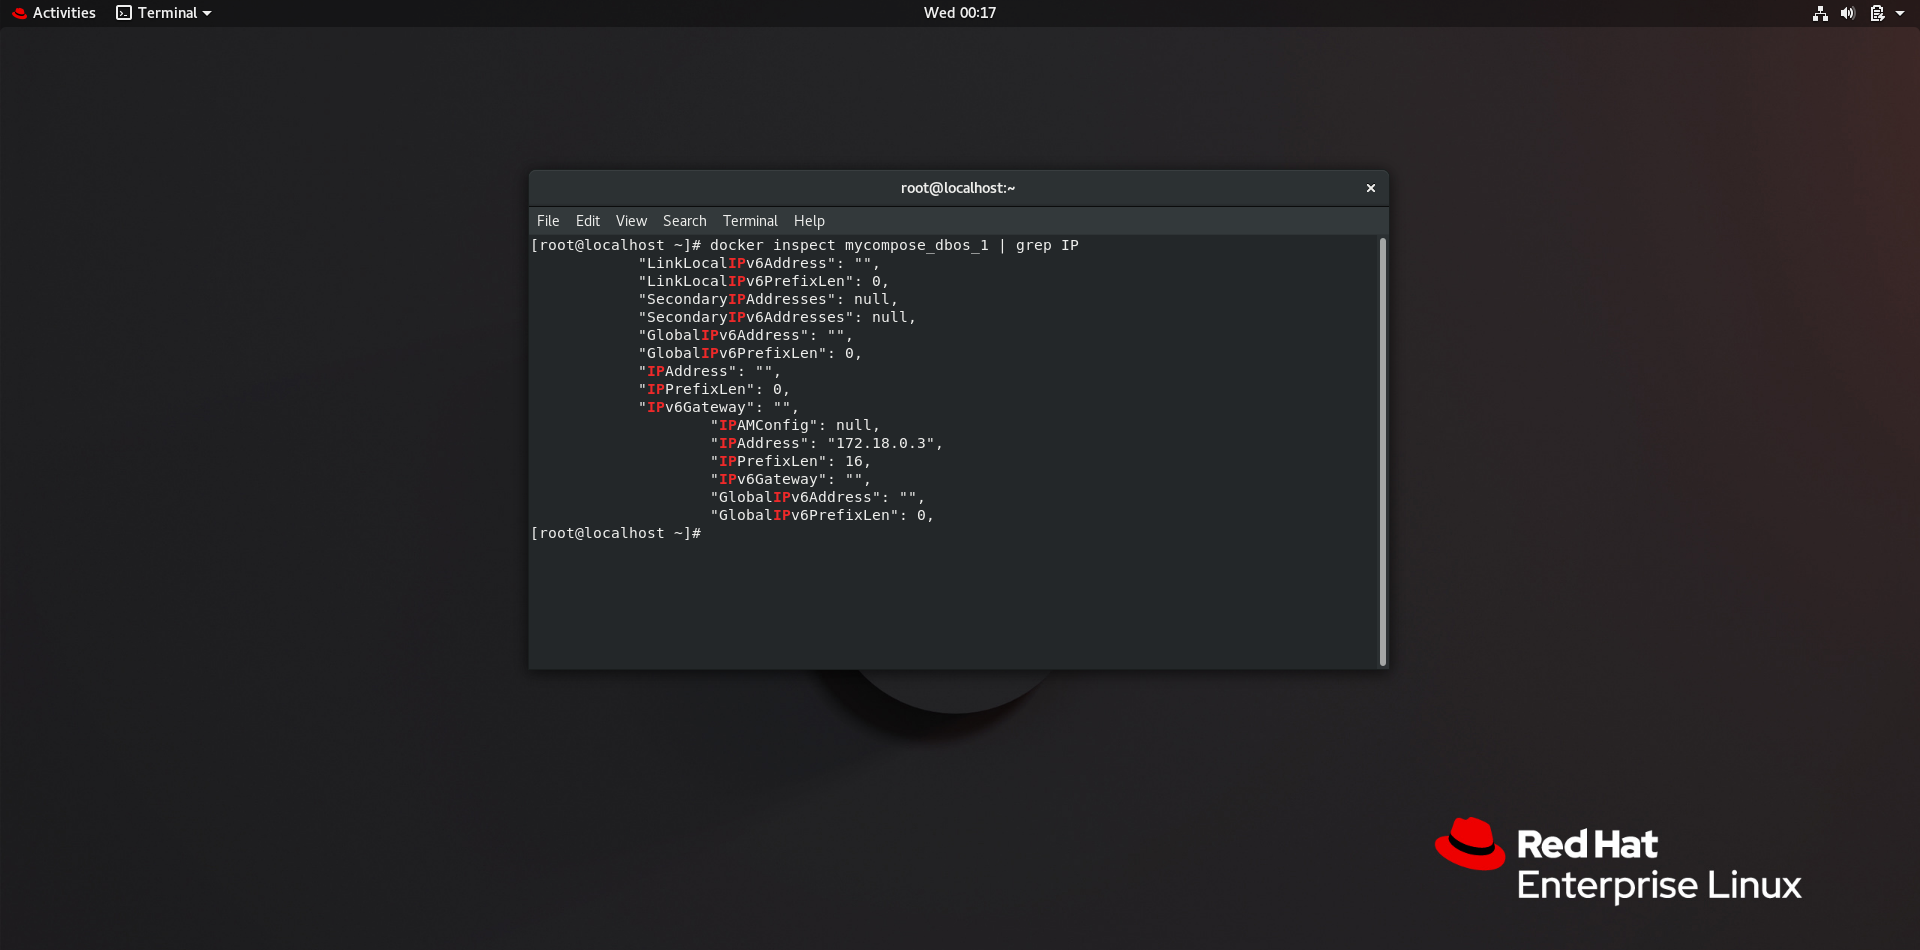 Activities Terminal Wed 00:17
root@localhost:~
File Edit View Search Terminal Help
[root@localhost ~]# docker inspect mycompose_dbos_1 | grep IP
"LinkLocalIPv6Address": "",
"LinkLocalIPv6PrefixLen": 0,
"SecondaryIPAddresses": null,
"SecondaryIPv6Addresses": null,
"GlobalIPv6Address": "",
"GlobalIPv6PrefixLen": 0,
"IPAddress": "",
"IPPrefixLen": 0,
"IPv6Gateway": "",
"IPAMConfig": null,
"IPAddress": "172.18.0.3",
"IPPrefixLen": 16,
"IPv6Gateway": "",
"GlobalIPv6Address": "",
"GlobalIPv6PrefixLen": 0,
[root@localhost ~]#
Red Hat
Enterprise Linux